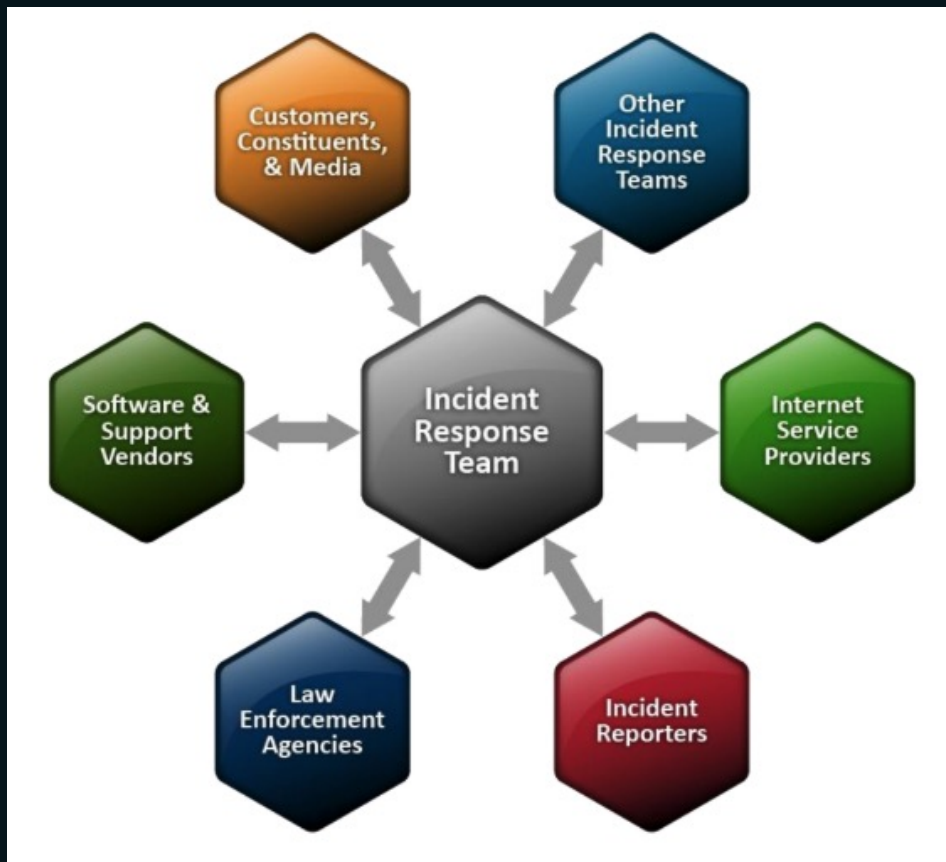 Customers,
Constituents,
& Media
Other
Incident
Response
Teams
Software &
Support
Vendors
Incident
Response
Team
Internet
Service
Providers
Law
Enforcement
Agencies
Incident
Reporters